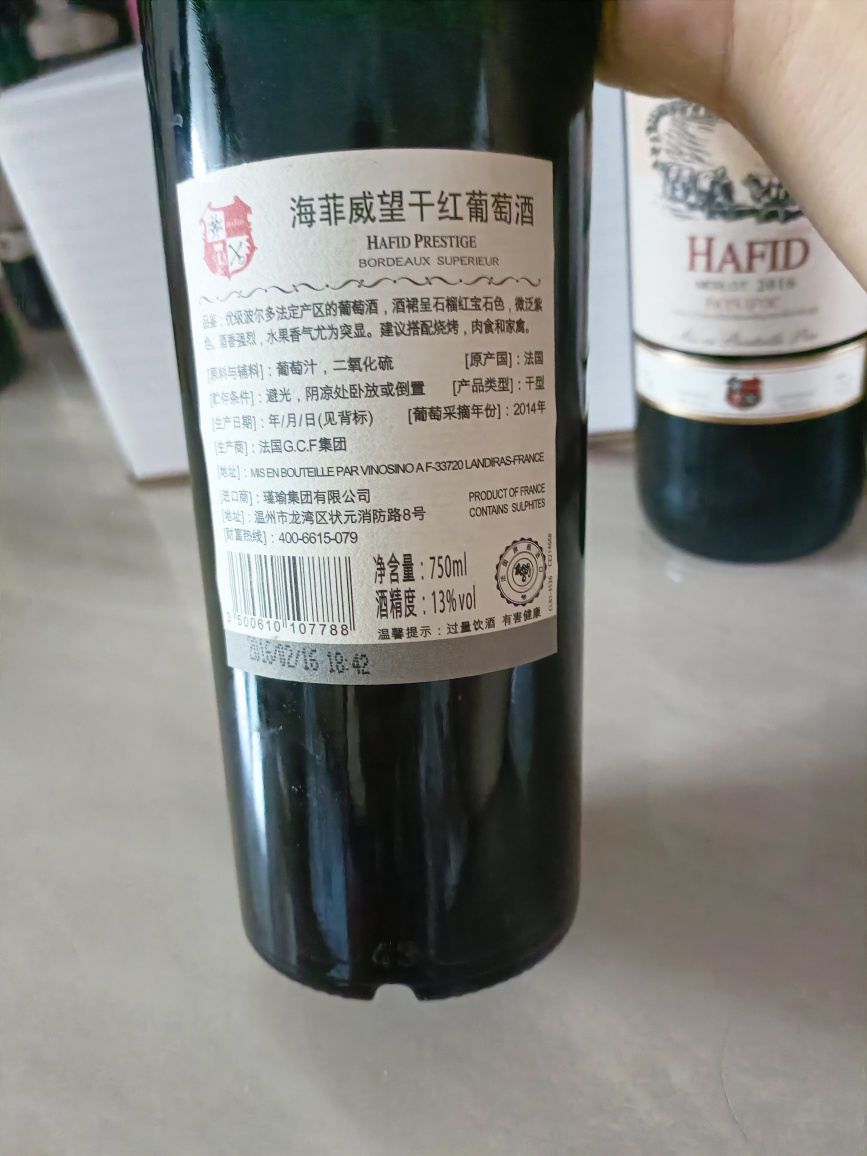 海菲威望干红葡萄酒
HAFID PRESTIGE
BORDEAUX SUPERIEUR
品鉴：优级波尔多法定产区的葡萄酒，酒裙呈石榴红宝石色，微泛紫
色。酒香强烈，水果香气尤为突显。建议搭配烧烤，肉食和家禽。
[原料与辅料]：葡萄汁，二氧化硫 [原产国]：法国
[贮存条件]：避光，阴凉处卧放或倒置 [产品类型]：干型
[生产日期]：年/月/日(见背标) [葡萄采摘年份]：2014年
[生产商]：法国G.C.F集团
[地址]：MIS EN BOUTEILLE PAR VINOSINO A F-33720 LANDIRAS-FRANCE
[进口商]：瑾瑜集团有限公司
[地址]：温州市龙湾区状元消防路8号
[财富热线]：400-6615-079
PRODUCT OF FRANCE
CONTAINS SULPHITES
净含量：750ml
酒精度：13%vol
温馨提示：过量饮酒 有害健康
3 500610 107788
2016/02/16 18:42
HAFID
MERLOT 2016
PAYS D'OC